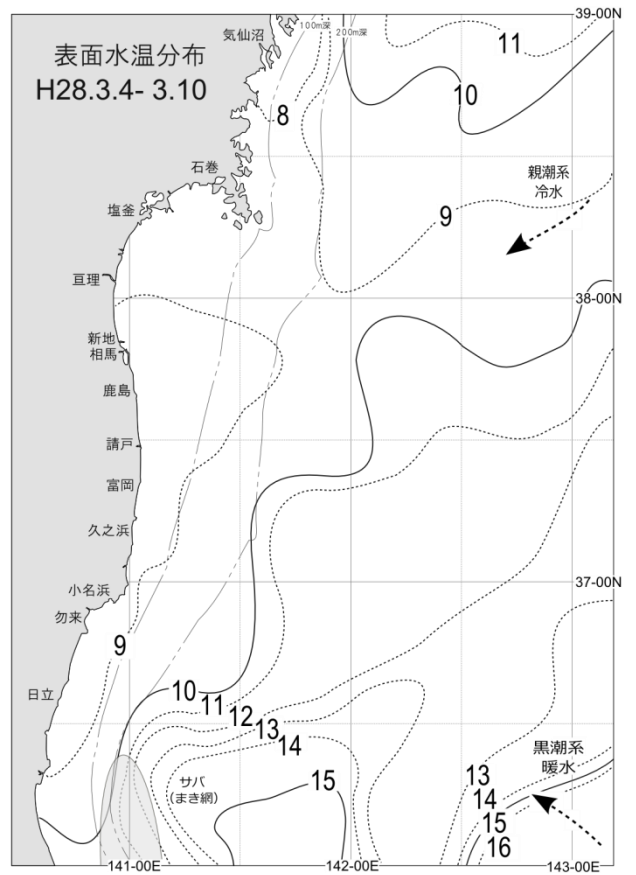 39-00N
100m深
200m深
気仙沼
11
表面水温分布
H28.3.4- 3.10
10
8
石巻
親潮系
冷水
塩釜
9
亘理
38-00N
新地
相馬
鹿島
請戸
富岡
久之浜
37-00N
小名浜
勿来
9
10
日立
11
12
13
14
黒潮系
暖水
サバ
(まき網)
15
13
14
15
16
141-00E
142-00E
143-00E